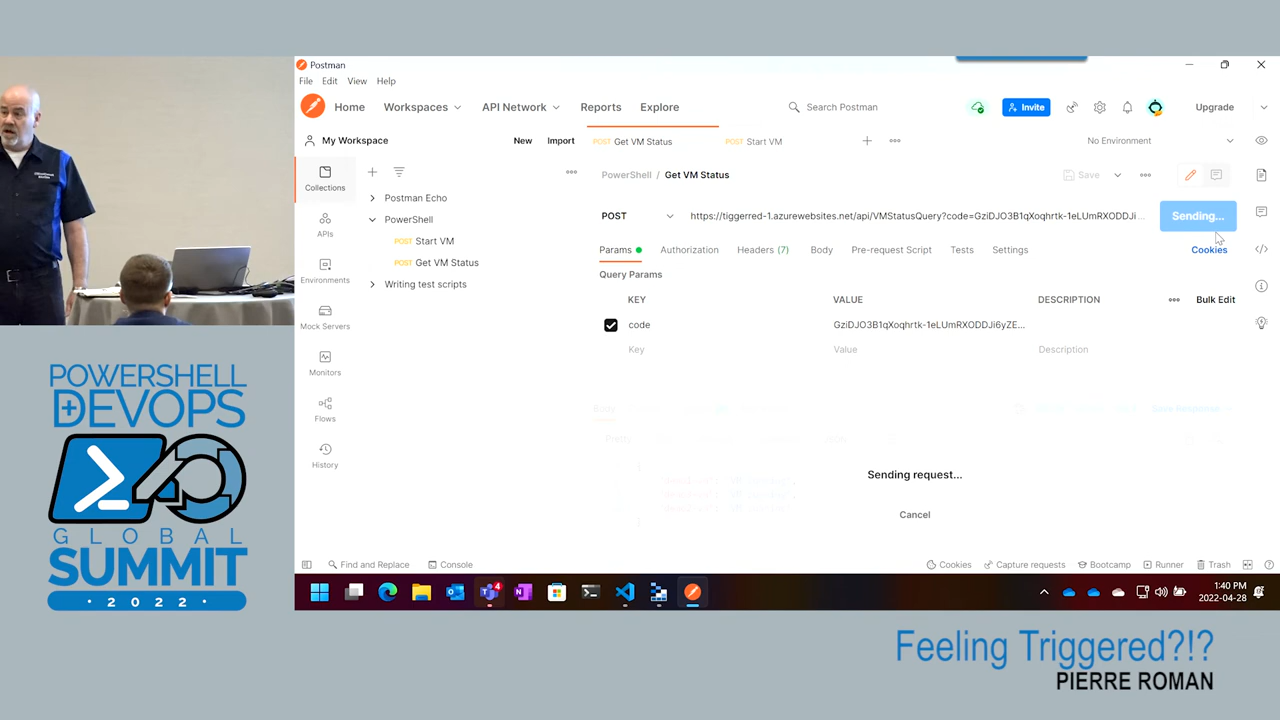 Postman
File Edit View Help
Home Workspaces API Network Reports Explore Search Postman Invite Upgrade
My Workspace New Import POST Get VM Status POST Start VM No Environment
Collections
APIs
Environments
Mock Servers
Monitors
Flows
History
Postman Echo
PowerShell
POST Start VM
POST Get VM Status
Writing test scripts
PowerShell / Get VM Status Save
POST https://tiggerred-1.azurewebsites.net/api/VMStatusQuery?code=GziDJO3B1qXoqhrtk-1eLUmRXODDJi... Sending...
Params Authorization Headers (7) Body Pre-request Script Tests Settings Cookies
Query Params
KEY VALUE DESCRIPTION Bulk Edit
code GziDJO3B1qXoqhrtk-1eLUmRXODDJi6yZE...
Key Value Description
Body Save Response
Pretty
Sending request...
Cancel
Find and Replace Console Cookies Capture requests Bootcamp Runner Trash
4
1:40 PM
2022-04-28
POWERSHELL
+ DEVOPS
GLOBAL
SUMMIT
· 2022 ·
Feeling Triggered?!?
PIERRE ROMAN